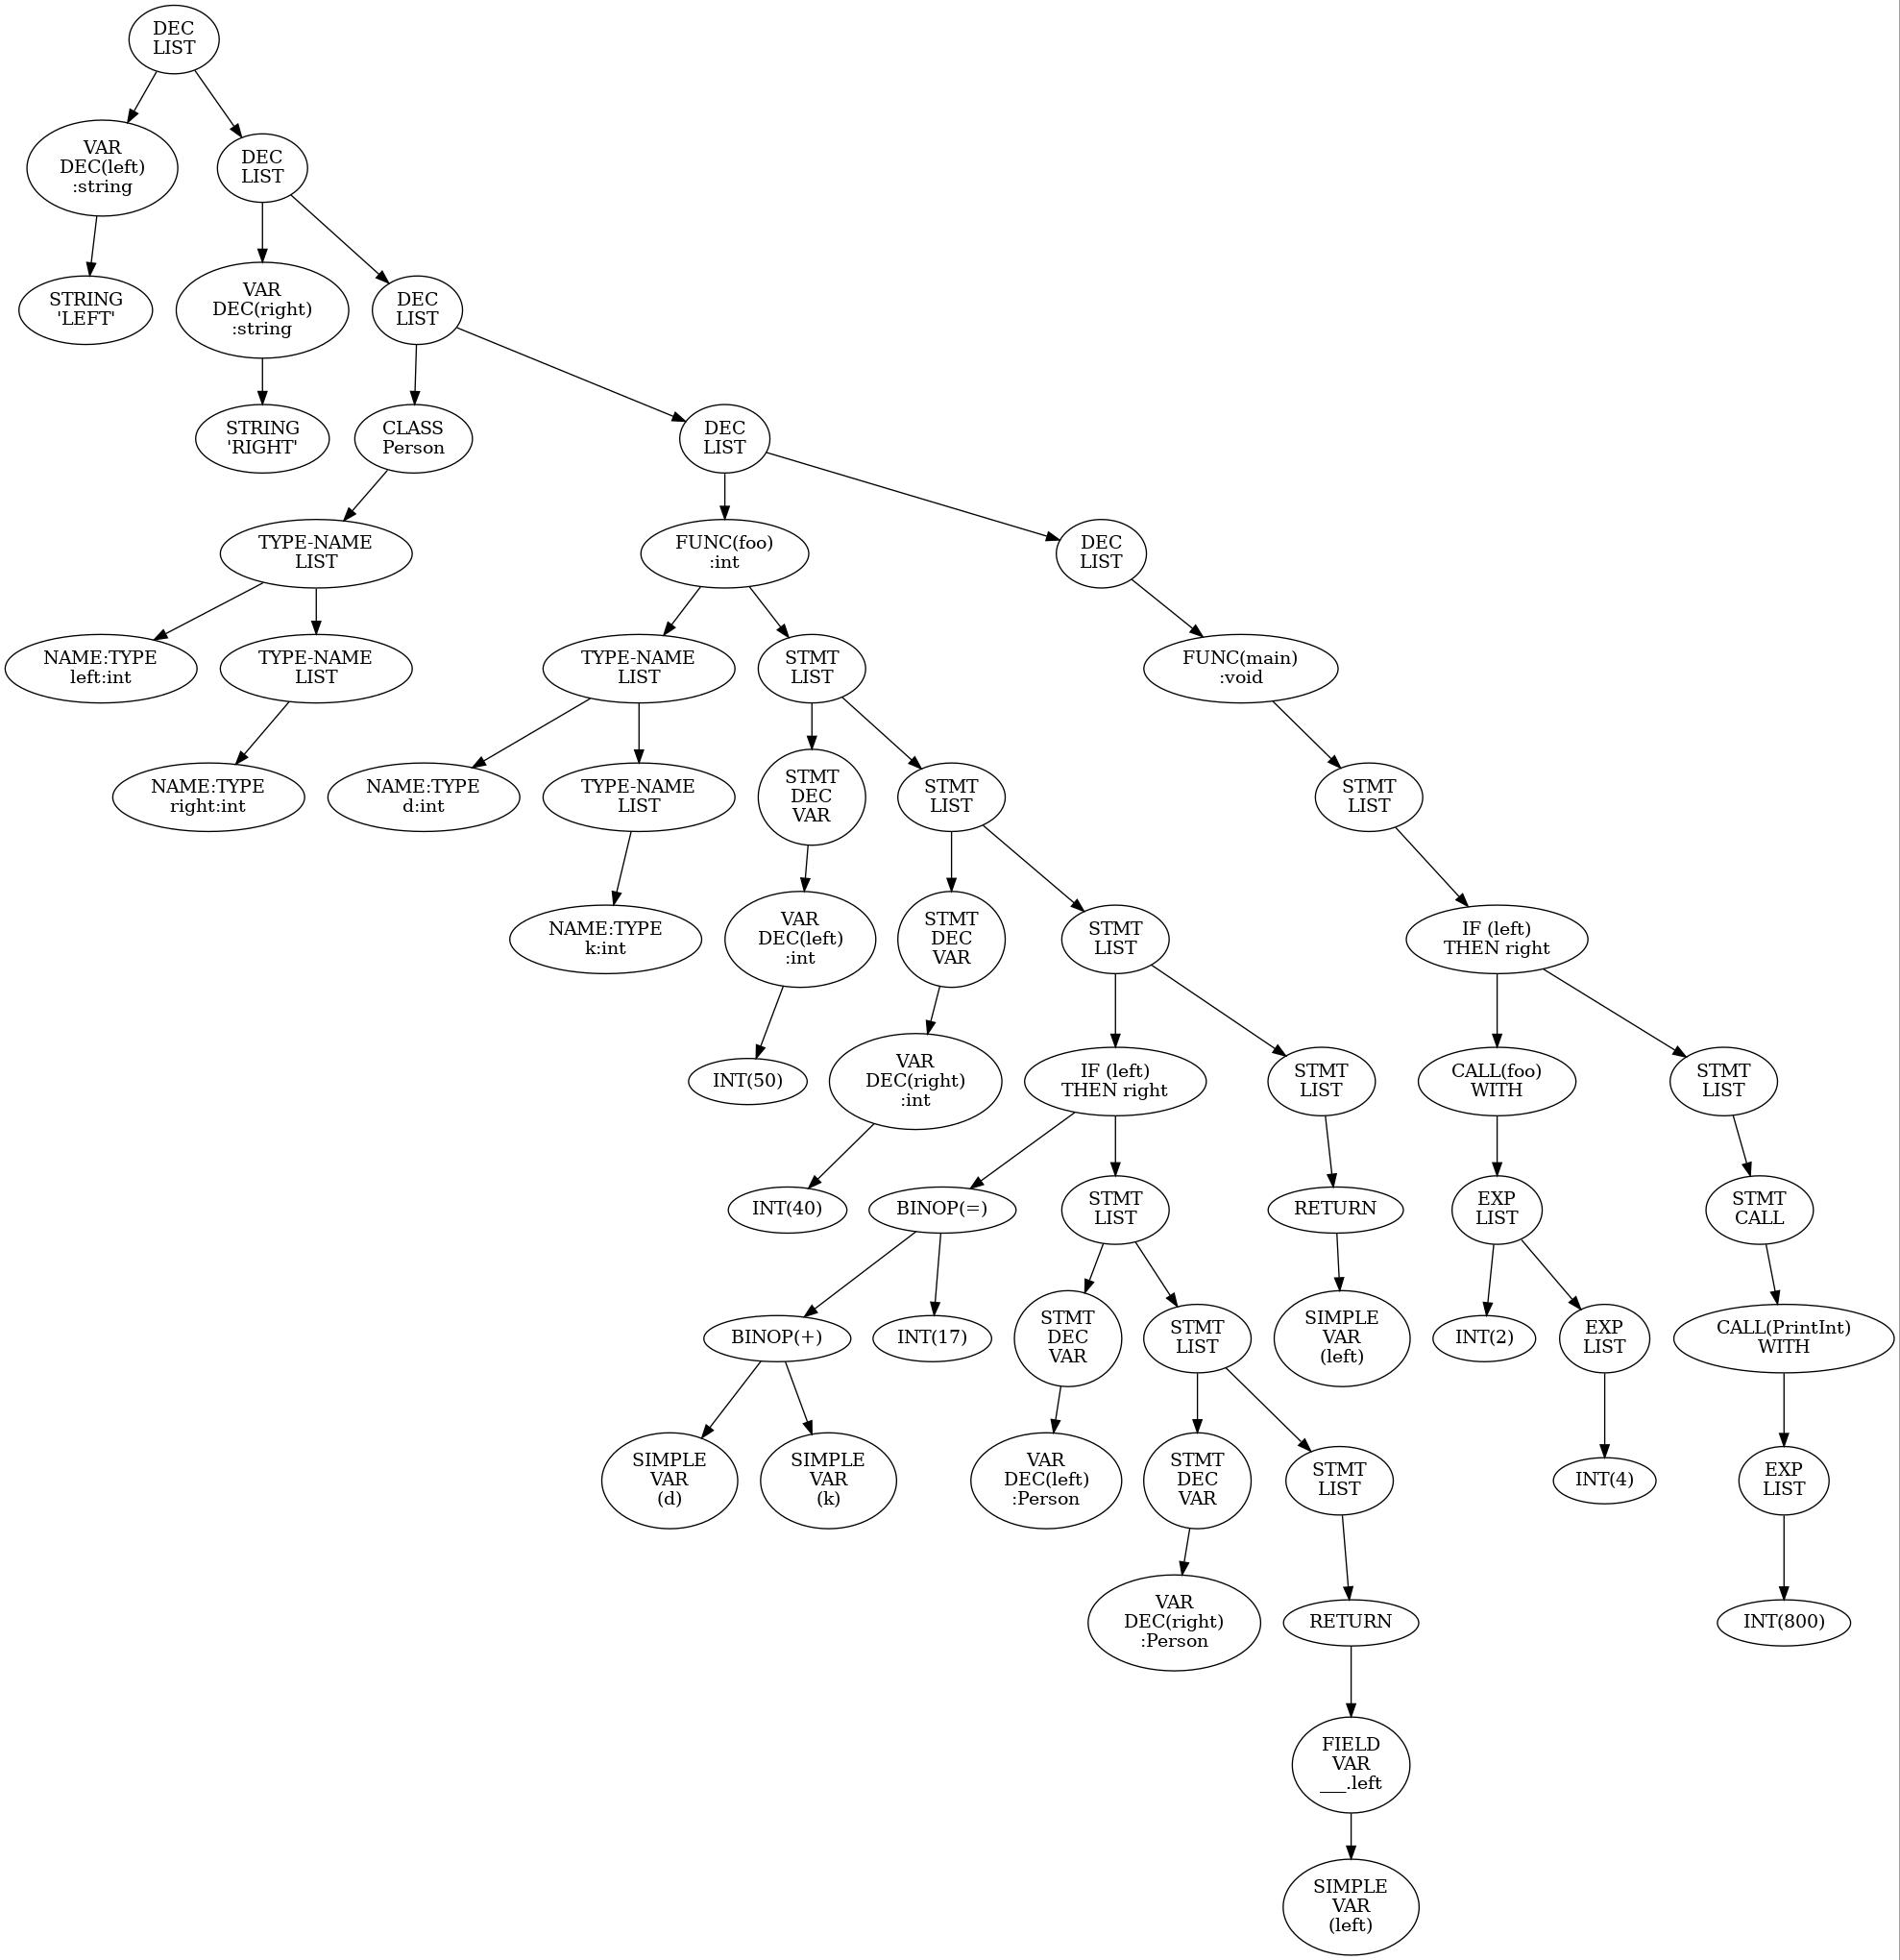 DEC
LIST
VAR
DEC(left)
:string
DEC
LIST
STRING
'LEFT'
VAR
DEC(right)
:string
DEC
LIST
STRING
'RIGHT'
CLASS
Person
DEC
LIST
TYPE-NAME
LIST
FUNC(foo)
:int
DEC
LIST
NAME:TYPE
left:int
TYPE-NAME
LIST
TYPE-NAME
LIST
STMT
LIST
FUNC(main)
:void
NAME:TYPE
right:int
NAME:TYPE
d:int
TYPE-NAME
LIST
STMT
DEC
VAR
STMT
LIST
STMT
LIST
NAME:TYPE
k:int
VAR
DEC(left)
:int
STMT
DEC
VAR
STMT
LIST
IF (left)
THEN right
INT(50)
VAR
DEC(right)
:int
IF (left)
THEN right
STMT
LIST
CALL(foo)
WITH
STMT
LIST
INT(40)
BINOP(=)
STMT
LIST
RETURN
EXP
LIST
STMT
CALL
BINOP(+)
INT(17)
STMT
DEC
VAR
STMT
LIST
SIMPLE
VAR
(left)
INT(2)
EXP
LIST
CALL(PrintInt)
WITH
SIMPLE
VAR
(d)
SIMPLE
VAR
(k)
VAR
DEC(left)
:Person
STMT
DEC
VAR
STMT
LIST
INT(4)
EXP
LIST
VAR
DEC(right)
:Person
RETURN
INT(800)
FIELD
VAR
___.left
SIMPLE
VAR
(left)